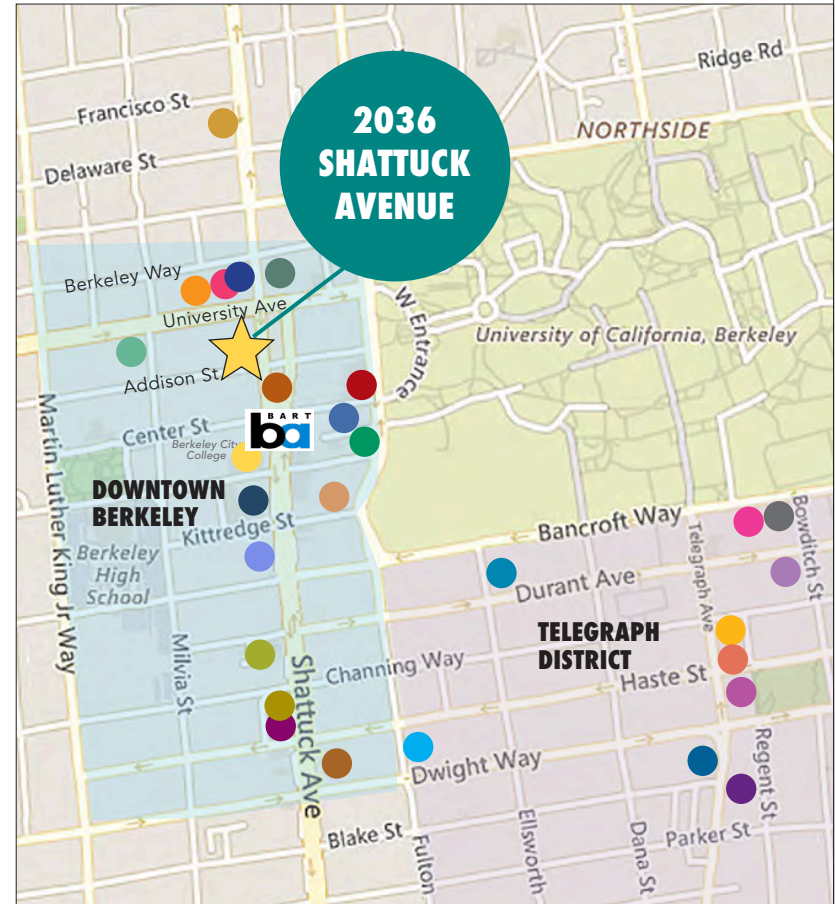 Ridge Rd
Francisco St
2036
SHATTUCK
AVENUE
NORTHSIDE
Delaware St
Berkeley Way
University Ave
W Entrance
University of California, Berkeley
Addison St
Martin Luther King Jr Way
BART
ba
Center St
Berkeley City
College
DOWNTOWN
BERKELEY
Kittredge St
Bancroft Way
Bowditch St
Telegraph Ave
Berkeley
High
School
Durant Ave
TELEGRAPH
DISTRICT
Milvia St
Shattuck Ave
Channing Way
Haste St
Dwight Way
Regent St
Blake St
Fulton
Ellsworth
Dana St
Parker St